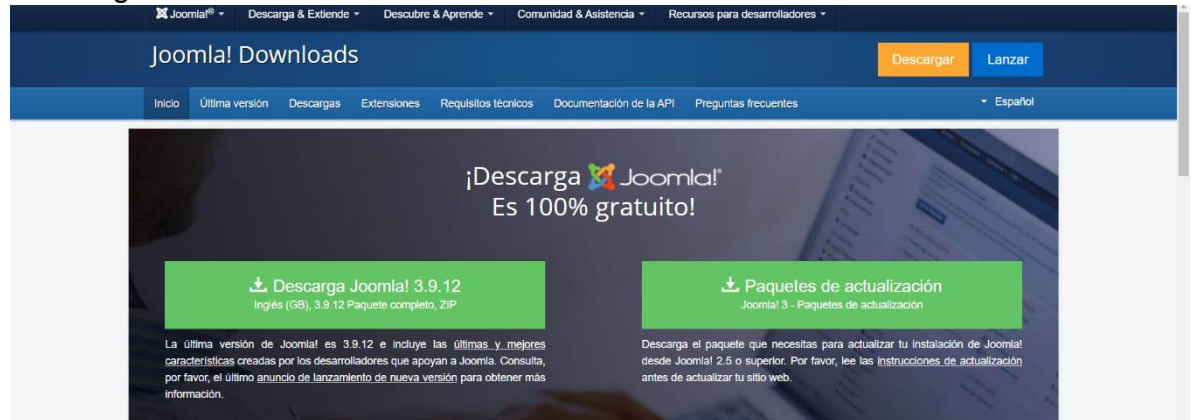 Joomla!® Descarga & Extiende Descubre & Aprende Comunidad & Asistencia Recursos para desarrolladores
Joomla! Downloads
Descargar Lanzar
Inicio Última versión Descargas Extensiones Requisitos técnicos Documentación de la API Preguntas frecuentes Español
¡Descarga Joomla!®
Es 100% gratuito!
Descarga Joomla! 3.9.12
Inglés (GB), 3.9.12 Paquete completo, ZIP
La última versión de Joomla! es 3.9.12 e incluye las últimas y mejores
características creadas por los desarrolladores que apoyan a Joomla. Consulta,
por favor, el último anuncio de lanzamiento de nueva versión para obtener más
información.
Paquetes de actualización
Joomla! 3 - Paquetes de actualización
Descarga el paquete que necesitas para actualizar tu instalación de Joomla!
desde Joomla! 2.5 o superior. Por favor, lee las instrucciones de actualización
antes de actualizar tu sitio web.